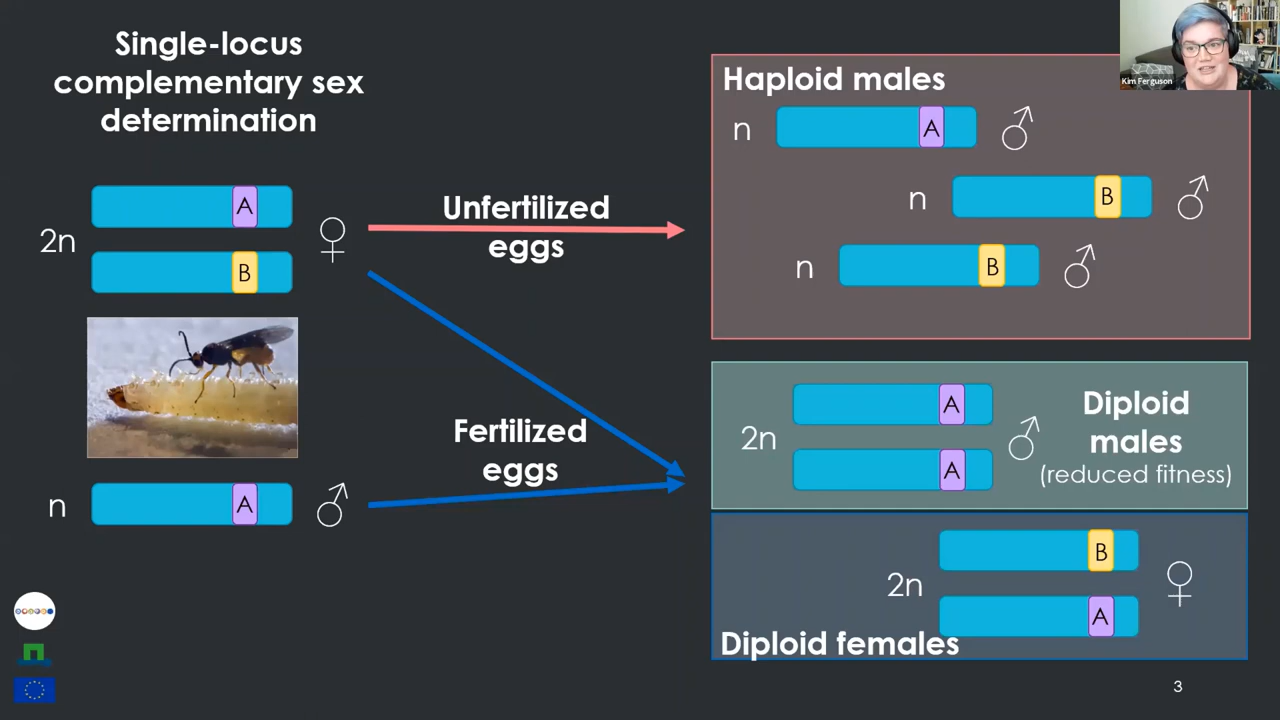 Single-locus
complementary sex
determination
2n
A
B
♀
n
A
♂
Unfertilized
eggs
Fertilized
eggs
Haploid males
n
A
♂
n
B
♂
n
B
♂
2n
A
A
♂
Diploid
males
(reduced fitness)
2n
B
A
♀
Diploid females
Kim Ferguson
3